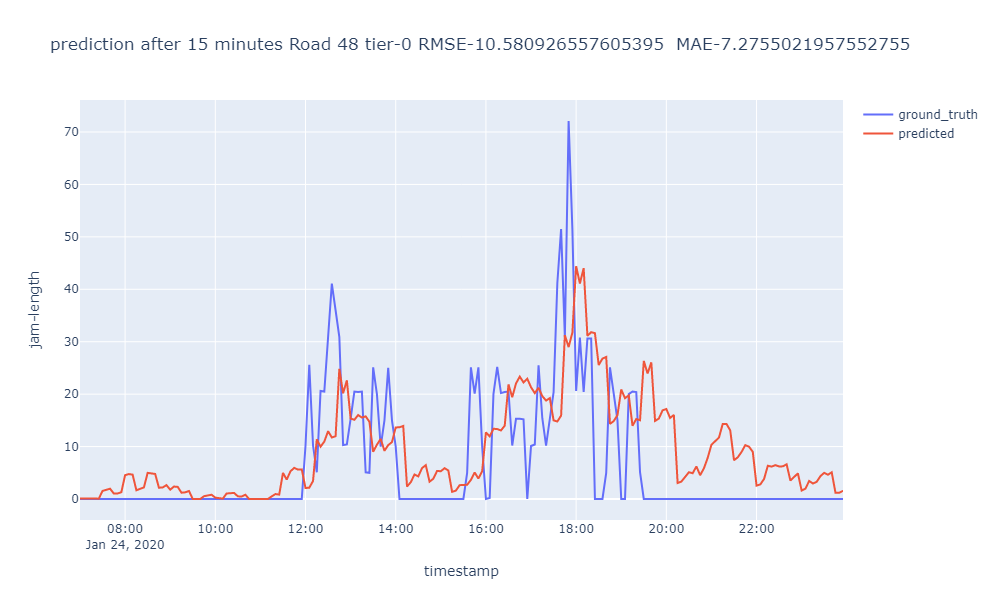 prediction after 15 minutes Road 48 tier-0 RMSE-10.580926557605395  MAE-7.2755021957552755
ground_truth
predicted
70
60
50
40
30
20
10
0
jam-length
08:00 10:00 12:00 14:00 16:00 18:00 20:00 22:00
Jan 24, 2020
timestamp